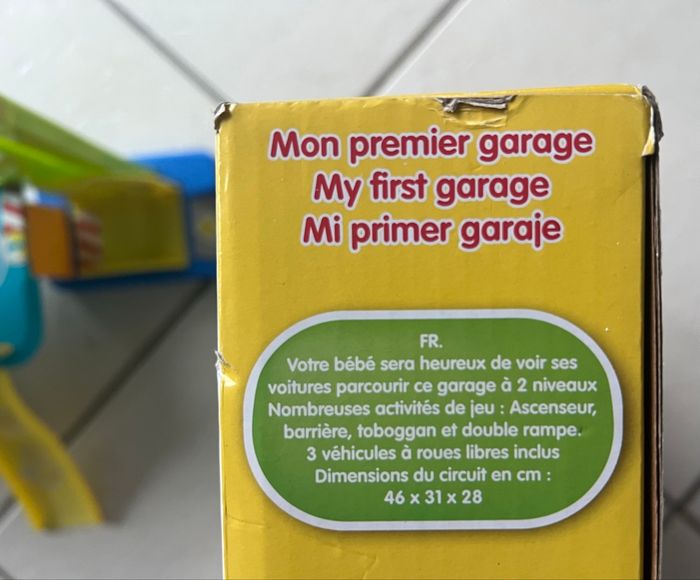 Mon premier garage
My first garage
Mi primer garaje
FR.
Votre bébé sera heureux de voir ses
voitures parcourir ce garage à 2 niveaux
Nombreuses activités de jeu : Ascenseur,
barrière, toboggan et double rampe.
3 véhicules à roues libres inclus
Dimensions du circuit en cm :
46 x 31 x 28